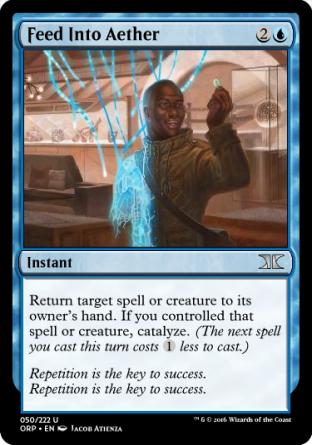 Feed Into Aether 2
Instant
Return target spell or creature to its
owner's hand. If you controlled that
spell or creature, catalyze. (The next spell
you cast this turn costs 1 less to cast.)
Repetition is the key to success.
Repetition is the key to success.
050/222 U
ORP • EN Jacob Atienza
™ & © 2016 Wizards of the Coast